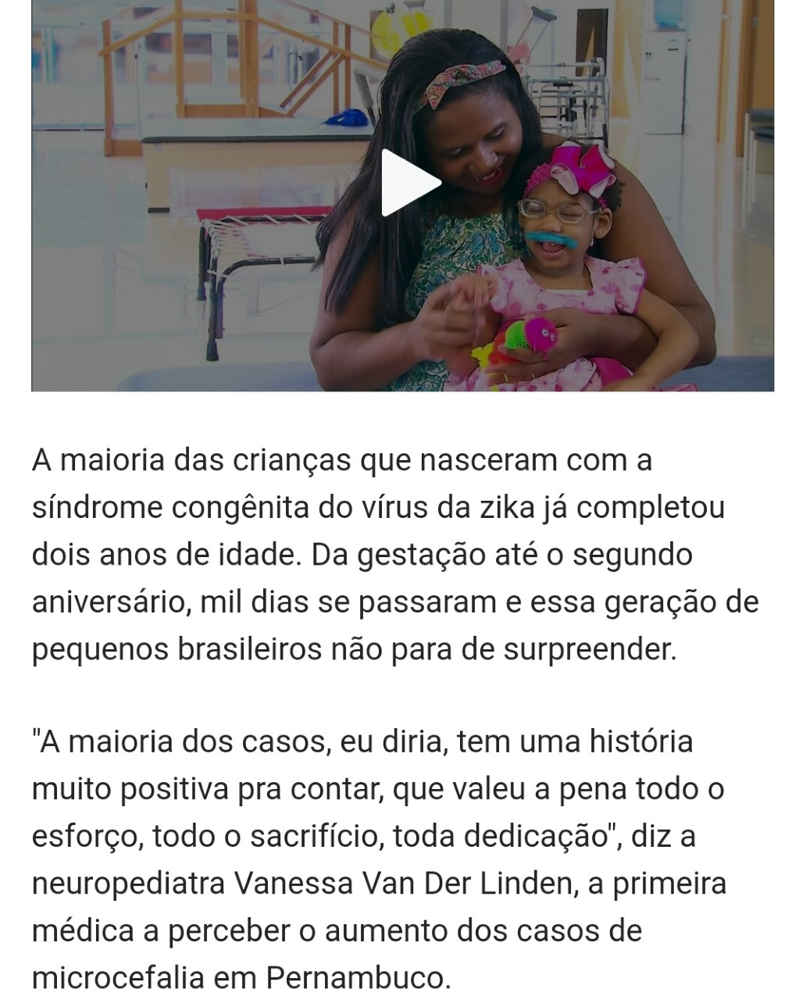 A maioria das crianças que nasceram com a
síndrome congênita do vírus da zika já completou
dois anos de idade. Da gestação até o segundo
aniversário, mil dias se passaram e essa geração de
pequenos brasileiros não para de surpreender.
"A maioria dos casos, eu diria, tem uma história
muito positiva pra contar, que valeu a pena todo o
esforço, todo o sacrifício, toda dedicação", diz a
neuropediatra Vanessa Van Der Linden, a primeira
médica a perceber o aumento dos casos de
microcefalia em Pernambuco.